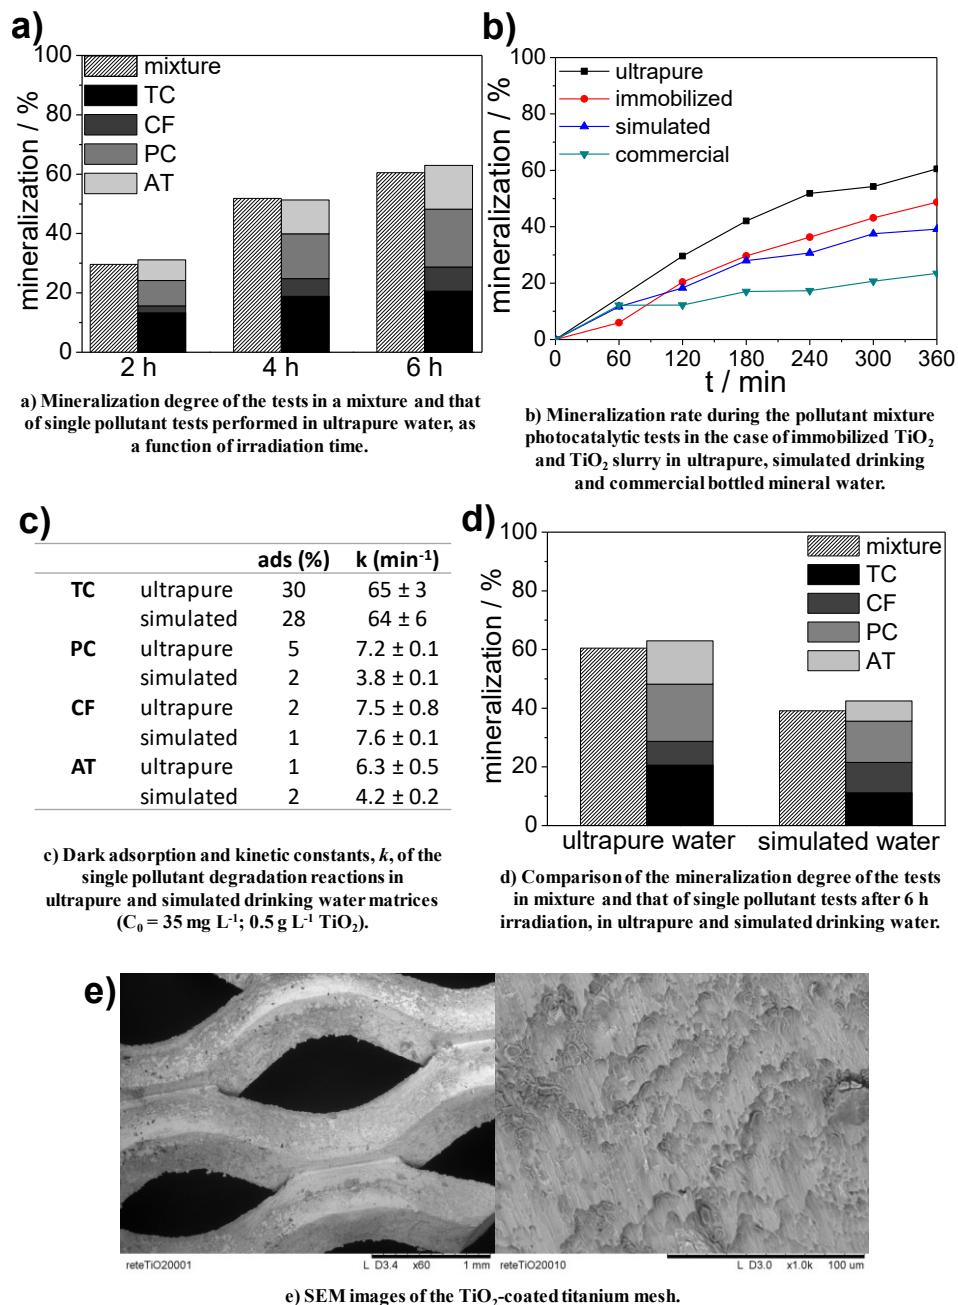 a)
100
80
60
40
20
0
mineralization / %
mixture
TC
CF
PC
AT
2 h 4 h 6 h
a) Mineralization degree of the tests in a mixture and that
of single pollutant tests performed in ultrapure water, as
a function of irradiation time.
b)
100
80
60
40
20
0
mineralization / %
ultrapure
immobilized
simulated
commercial
0 60 120 180 240 300 360
t / min
b) Mineralization rate during the pollutant mixture
photocatalytic tests in the case of immobilized TiO₂
and TiO₂ slurry in ultrapure, simulated drinking
and commercial bottled mineral water.
c)
ads (%) k (min⁻¹)
TC ultrapure 30 65 ± 3
simulated 28 64 ± 6
PC ultrapure 5 7.2 ± 0.1
simulated 2 3.8 ± 0.1
CF ultrapure 2 7.5 ± 0.8
simulated 1 7.6 ± 0.1
AT ultrapure 1 6.3 ± 0.5
simulated 2 4.2 ± 0.2
c) Dark adsorption and kinetic constants, k, of the
single pollutant degradation reactions in
ultrapure and simulated drinking water matrices
(C₀ = 35 mg L⁻¹; 0.5 g L⁻¹ TiO₂).
d)
100
80
60
40
20
0
mineralization / %
mixture
TC
CF
PC
AT
ultrapure water simulated water
d) Comparison of the mineralization degree of the tests
in mixture and that of single pollutant tests after 6 h
irradiation, in ultrapure and simulated drinking water.
e)
reteTiO20001 L D3.4 x60 1 mm
reteTiO20010 L D3.0 x1.0k 100 um
e) SEM images of the TiO₂-coated titanium mesh.